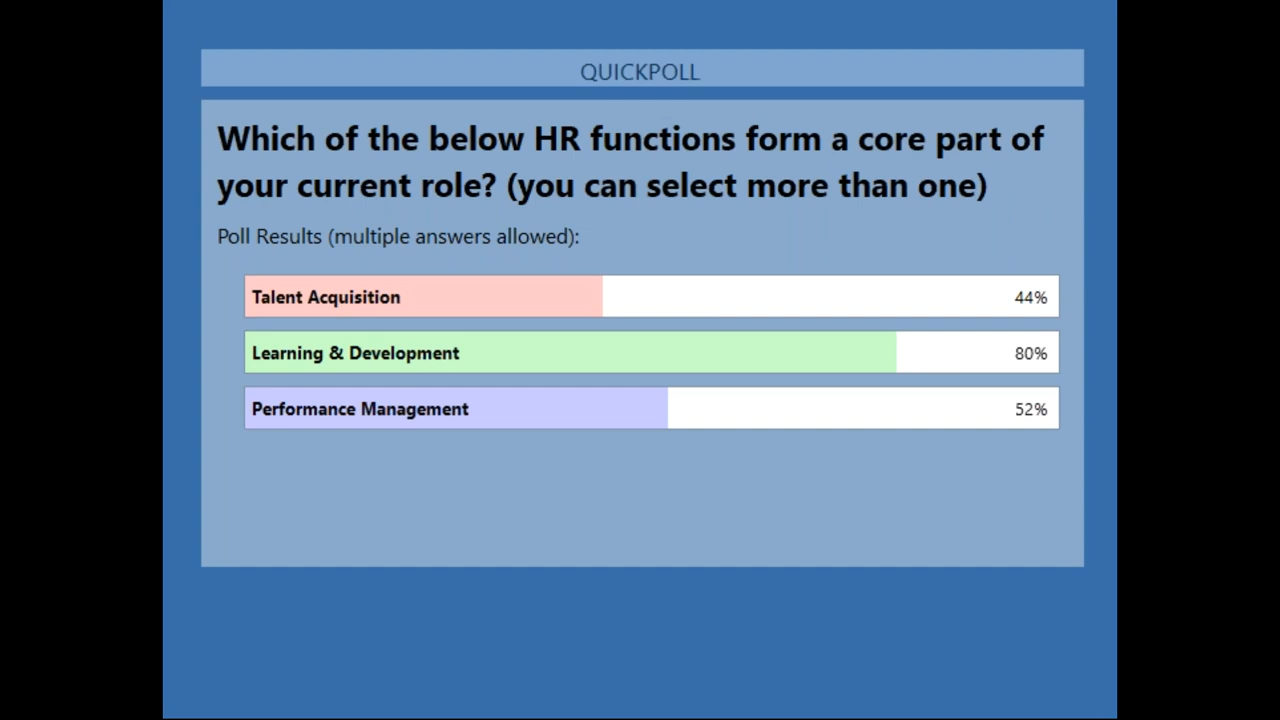 QUICKPOLL
Which of the below HR functions form a core part of
your current role? (you can select more than one)
Poll Results (multiple answers allowed):
Talent Acquisition 44%
Learning & Development 80%
Performance Management 52%